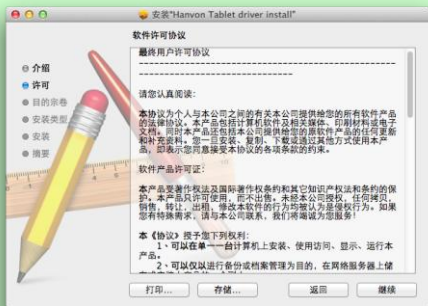 安装"Hanvon Tablet driver install"
软件许可协议
介绍
许可
目的宗卷
安装类型
安装
摘要
最终用户许可协议
------------------------------------------------------------
------------------------------
请您认真阅读：
本协议为个人与本公司之间的有关本公司提供给您的所有软件产品
的法律协议。本产品包括计算机软件及相关媒体、印刷材料或电子
文档。同时本产品还包括本公司提供给您的原软件产品的任何更新
和补充资料。您一旦安装、复制、下载或通过其他方式使用本产
品，即表示您同意接受本协议的各项条款的约束。
软件产品许可证：
本产品受著作权法及国际著作权条约和其它知识产权法和条约的保
护。本产品只许可使用，而不出售。未经本公司授权，任何拷贝，
销售，转让，出租，修改本软件的行为均被认为是侵权行为。如果
您有特殊需求，请与本公司联系，我们将竭诚为您服务！
本《协议》授予您下列权利：
1、可以在单一一台计算机上安装、使用访问、显示、运行本
产品。
2、可以仅以进行备份或档案管理为目的，在网络服务器上储
打印...
存储...
返回
继续